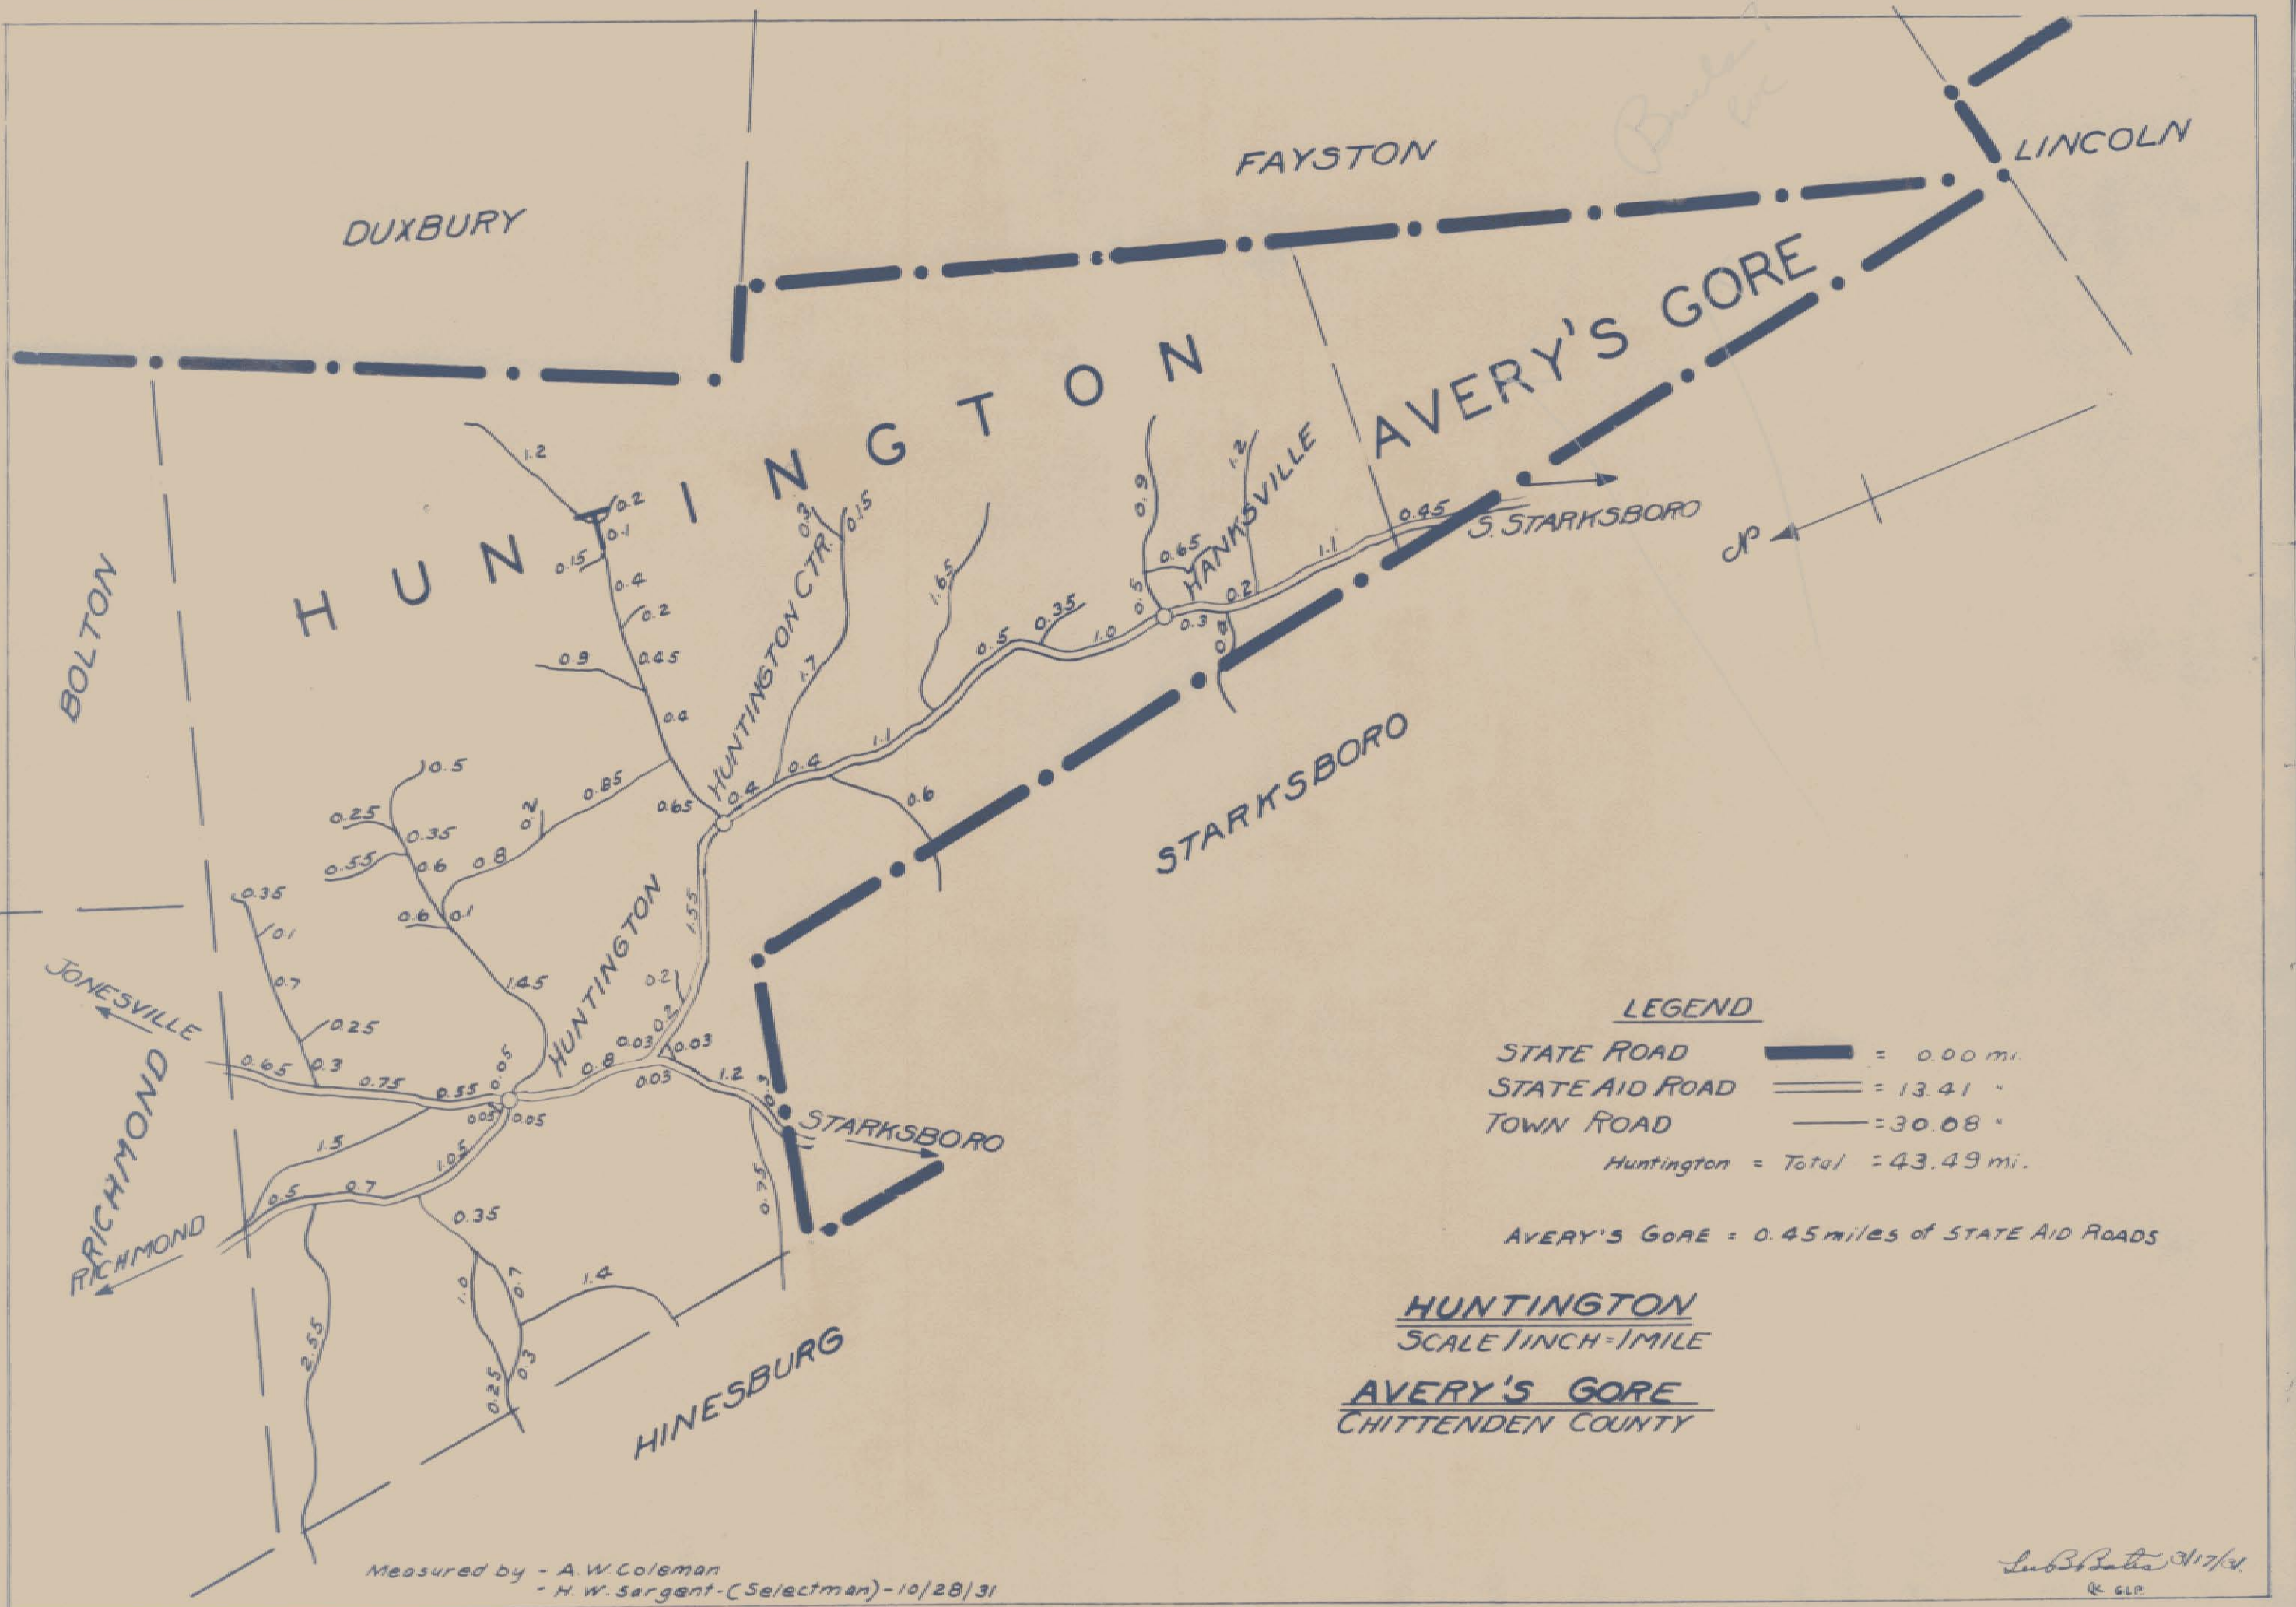 FAYSTON
LINCOLN
DUXBURY
AVERY'S GORE
HUNTINGTON
1.2
0.9
1.2
HANKSVILLE
0.2
0.1
0.15
0.3
0.15
0.45
S. STARKSBORO
N
BOLTON
0.4
0.2
HUNTINGTON CTR.
1.65
0.65
1.1
0.5
0.35
0.2
0.9
0.45
1.7
0.5
1.0
0.3
0.4
0.4
0.5
0.85
0.65
0.4
0.4
1.1
0.6
STARKSBORO
0.25
0.35
0.2
0.55
0.6
0.8
0.35
0.6
0.1
0.1
HUNTINGTON
1.55
JONESVILLE
0.7
1.45
0.2
0.25
0.2
0.65
0.3
0.75
0.55
0.05
0.8
0.03
0.03
0.03
1.2
0.3
RICHMOND
0.05
0.05
STARKSBORO
1.5
1.05
0.75
0.5
0.7
0.35
RICHMOND
1.0
0.7
1.4
2.55
0.3
0.25
HINESBURG
LEGEND
STATE ROAD = 0.00 mi.
STATE AID ROAD = 13.41 "
TOWN ROAD = 30.08 "
Huntington = Total = 43.49 mi.
AVERY'S GORE = 0.45 miles of STATE AID ROADS
HUNTINGTON
SCALE 1 INCH = 1 MILE
AVERY'S GORE
CHITTENDEN COUNTY
Measured by - A.W. Coleman
- H.W. Sargent - (Selectman) - 10/28/31
3/17/31.
GLP.